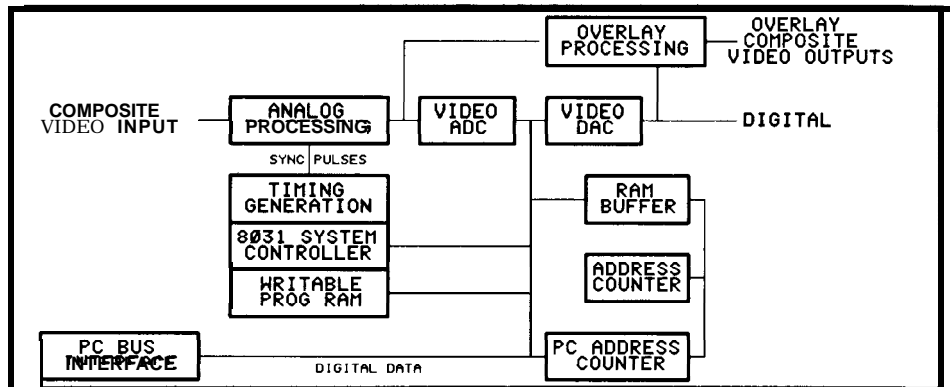 OVERLAY
PROCESSING
OVERLAY
COMPOSITE
VIDEO OUTPUTS
COMPOSITE
VIDEO INPUT
ANALOG
PROCESSING
VIDEO
ADC
VIDEO
DAC
DIGITAL
SYNC PULSES
TIMING
GENERATION
RAM
BUFFER
8031 SYSTEM
CONTROLLER
ADDRESS
COUNTER
WRITABLE
PROG RAM
PC BUS
INTERFACE
DIGITAL DATA
PC ADDRESS
COUNTER